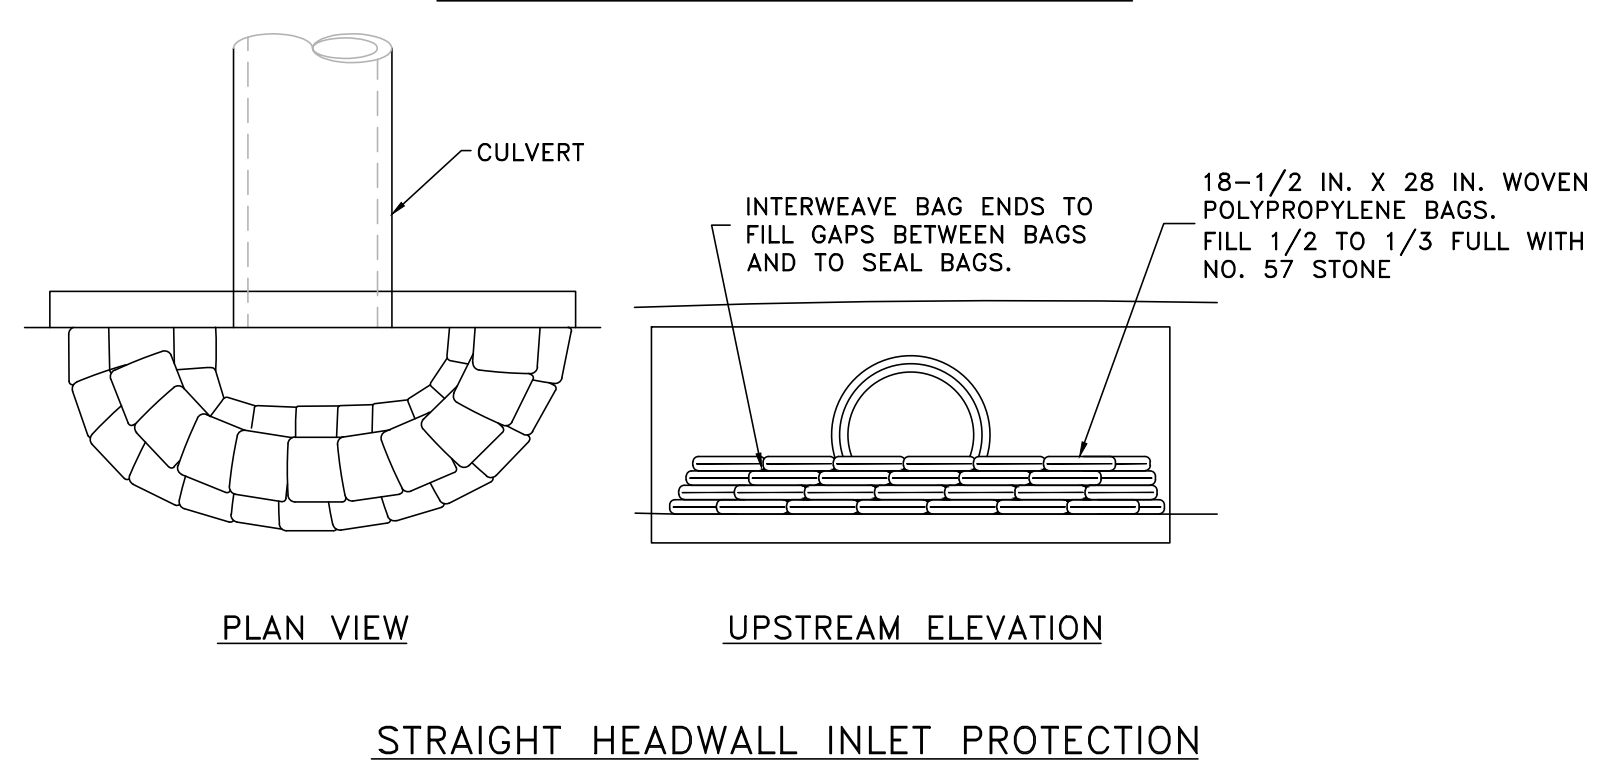 CULVERT
INTERWEAVE BAG ENDS TO
FILL GAPS BETWEEN BAGS
AND TO SEAL BAGS.
18-1/2 IN. X 28 IN. WOVEN
POLYPROPYLENE BAGS.
FILL 1/2 TO 1/3 FULL WITH
NO. 57 STONE
PLAN VIEW
UPSTREAM ELEVATION
STRAIGHT HEADWALL INLET PROTECTION